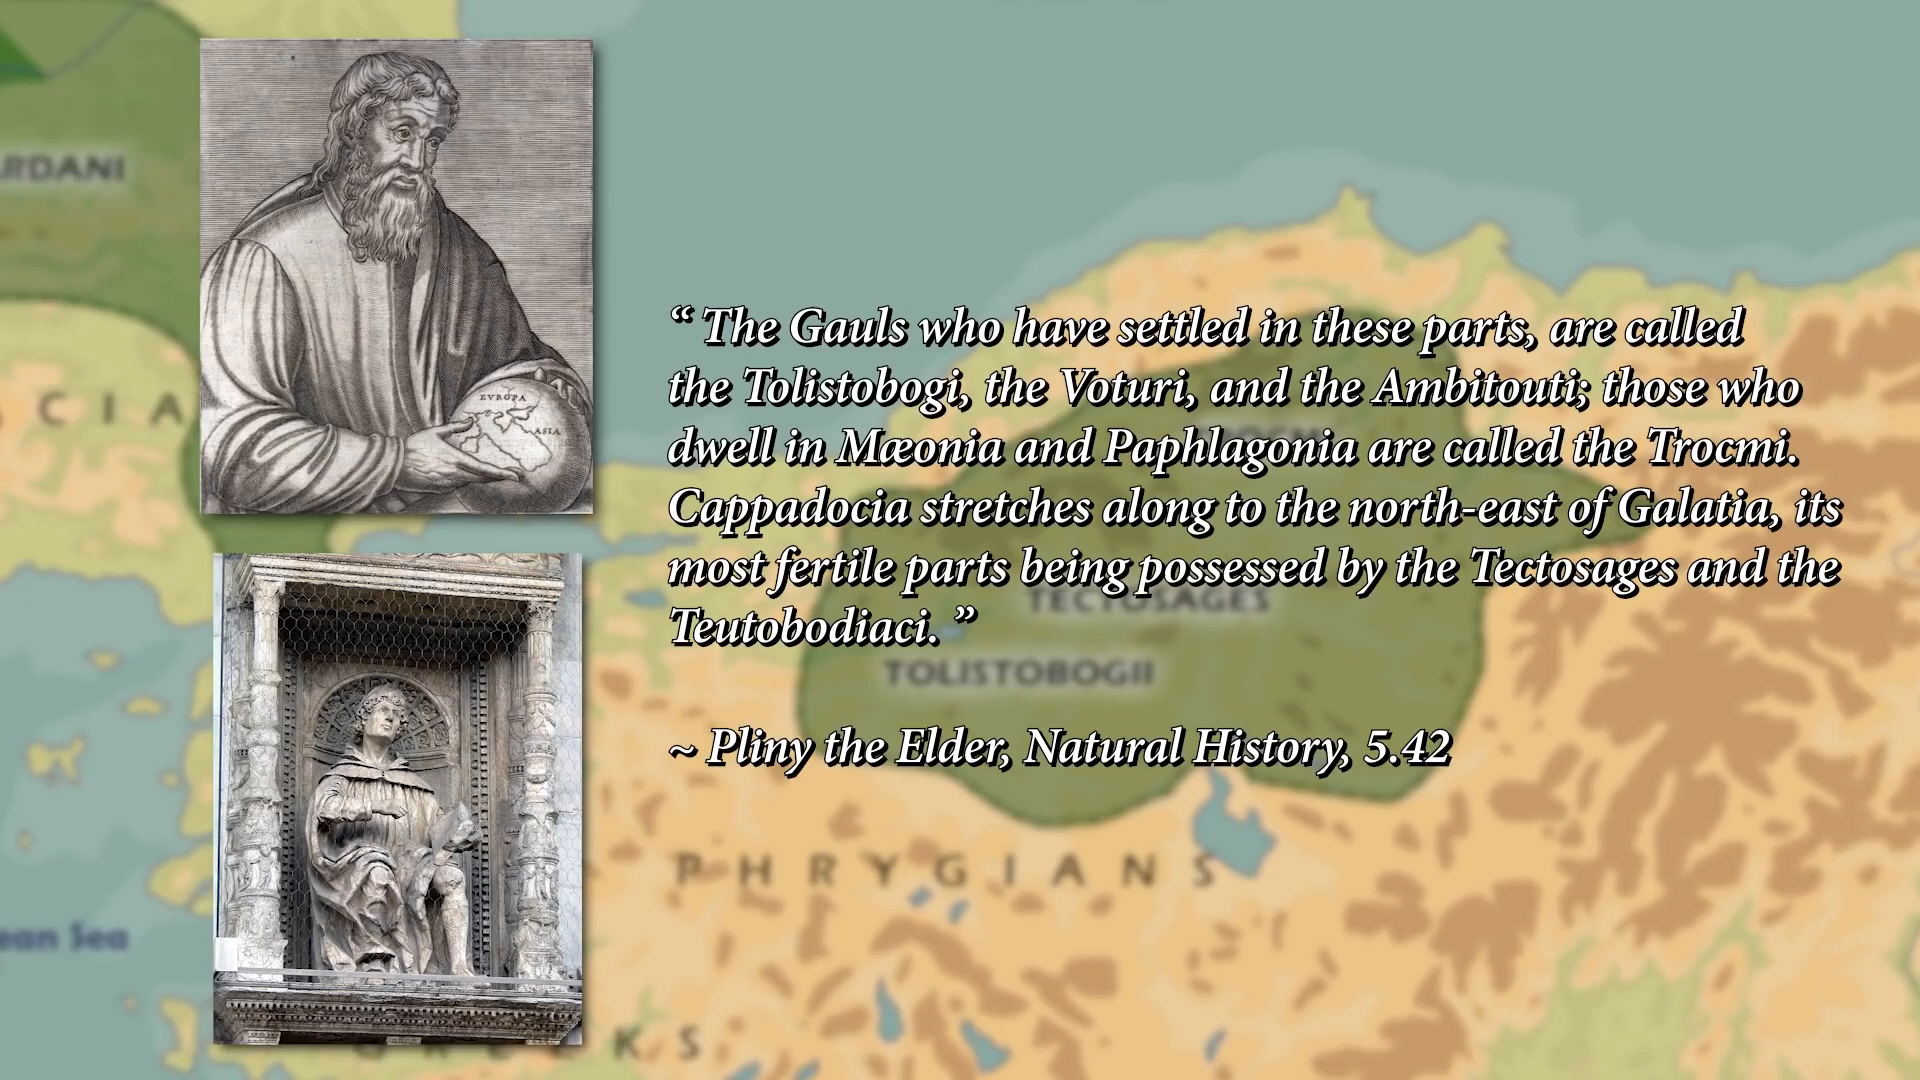 RDANI
EVROPA
ASIA
CIA
“ The Gauls who have settled in these parts, are called
the Tolistobogi, the Voturi, and the Ambitouti; those who
dwell in Mæonia and Paphlagonia are called the Trocmi.
Cappadocia stretches along to the north-east of Galatia, its
most fertile parts being possessed by the Tectosages and the
Teutobodiaci. ”
TECTOSAGES
TOLISTOBOGII
~ Pliny the Elder, Natural History, 5.42
PHRYGIANS
ean Sea